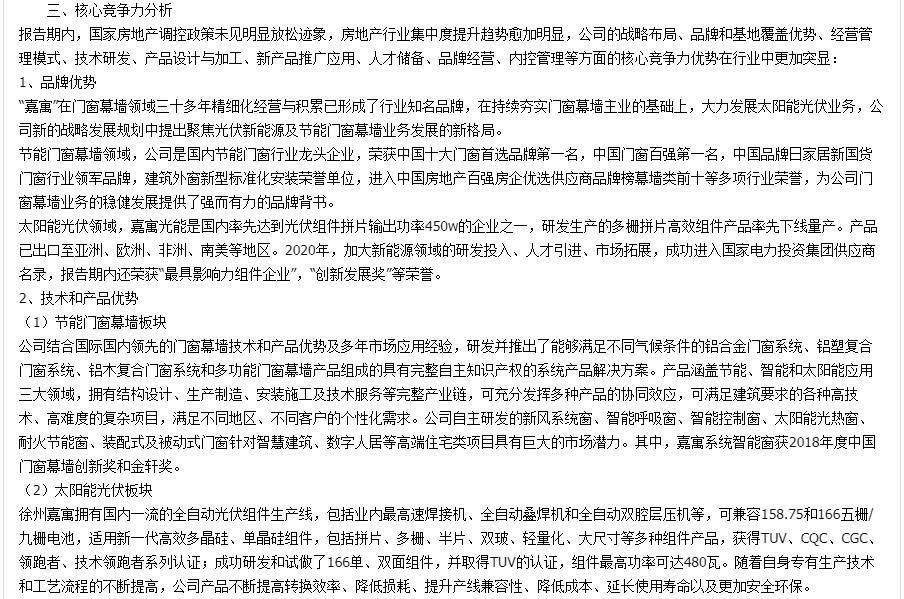 三、核心竞争力分析
报告期内，国家房地产调控政策未见明显放松迹象，房地产行业集中度提升趋势愈加明显，公司的战略布局、品牌和基地覆盖优势、经营管
理模式、技术研发、产品设计与加工、新产品推广应用、人才储备、品牌经营、内控管理等方面的核心竞争力优势在行业中更加突显：
1、品牌优势
“嘉寓”在门窗幕墙领域三十多年精细化经营与积累已形成了行业知名品牌，在持续夯实门窗幕墙主业的基础上，大力发展太阳能光伏业务，公
司新的战略发展规划中提出聚焦光伏新能源及节能门窗幕墙业务发展的新格局。
节能门窗幕墙领域，公司是国内节能门窗行业龙头企业，荣获中国十大门窗首选品牌第一名，中国门窗百强第一名，中国品牌日家居新国货
门窗行业领军品牌，建筑外窗新型标准化安装荣誉单位，进入中国房地产百强房企优选供应商品牌榜幕墙类前十等多项行业荣誉，为公司门
窗幕墙业务的稳健发展提供了强而有力的品牌背书。
太阳能光伏领域，嘉寓光能是国内率先达到光伏组件拼片输出功率450w的企业之一，研发生产的多栅拼片高效组件产品率先下线量产。产品
已出口至亚洲、欧洲、非洲、南美等地区。2020年，加大新能源领域的研发投入、人才引进、市场拓展，成功进入国家电力投资集团供应商
名录，报告期内还荣获“最具影响力组件企业”，“创新发展奖”等荣誉。
2、技术和产品优势
（1）节能门窗幕墙板块
公司结合国际国内领先的门窗幕墙技术和产品优势及多年市场应用经验，研发并推出了能够满足不同气候条件的铝合金门窗系统、铝塑复合
门窗系统、铝木复合门窗系统和多功能门窗幕墙产品组成的具有完整自主知识产权的系统产品解决方案。产品涵盖节能、智能和太阳能应用
三大领域，拥有结构设计、生产制造、安装施工及技术服务等完整产业链，可充分发挥多种产品的协同效应，可满足建筑要求的各种高技
术、高难度的复杂项目，满足不同地区、不同客户的个性化需求。公司自主研发的新风系统窗、智能呼吸窗、智能控制窗、太阳能光热窗、
耐火节能窗、装配式及被动式门窗针对智慧建筑、数字人居等高端住宅类项目具有巨大的市场潜力。其中，嘉寓系统智能窗获2018年度中国
门窗幕墙创新奖和金轩奖。
（2）太阳能光伏板块
徐州嘉寓拥有国内一流的全自动光伏组件生产线，包括业内最高速焊接机、全自动叠焊机和全自动双腔层压机等，可兼容158.75和166五栅/
九栅电池，适用新一代高效多晶硅、单晶硅组件，包括拼片、多栅、半片、双玻、轻量化、大尺寸等多种组件产品，获得TUV、CQC、CGC、
领跑者、技术领跑者系列认证；成功研发和试做了166单、双面组件，并取得TUV的认证，组件最高功率可达480瓦。随着自身专有生产技术
和工艺流程的不断提高，公司产品不断提高转换效率、降低损耗、提升产线兼容性、降低成本、延长使用寿命以及更加安全环保。